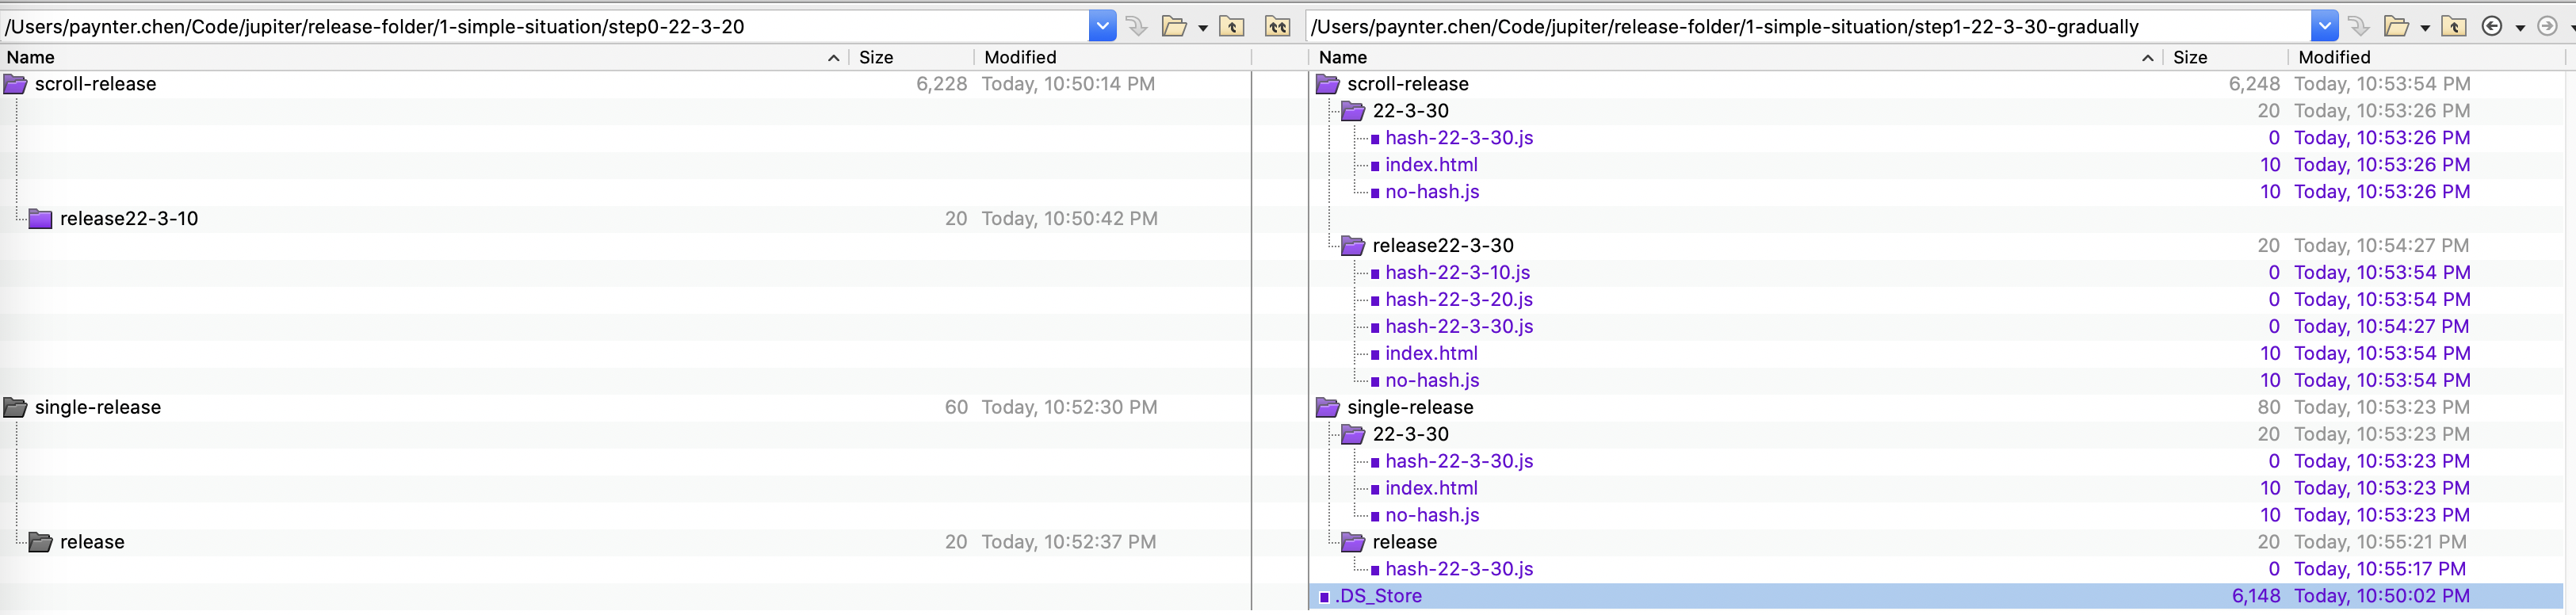 /Users/paynter.chen/Code/jupiter/release-folder/1-simple-situation/step0-22-3-20 /Users/paynter.chen/Code/jupiter/release-folder/1-simple-situation/step1-22-3-30-gradually
Name Size Modified Name Size Modified
scroll-release 6,228 Today, 10:50:14 PM scroll-release 6,248 Today, 10:53:54 PM
22-3-30 20 Today, 10:53:26 PM
hash-22-3-30.js 0 Today, 10:53:26 PM
index.html 10 Today, 10:53:26 PM
no-hash.js 10 Today, 10:53:26 PM
release22-3-10 20 Today, 10:50:42 PM
release22-3-30 20 Today, 10:54:27 PM
hash-22-3-10.js 0 Today, 10:53:54 PM
hash-22-3-20.js 0 Today, 10:53:54 PM
hash-22-3-30.js 0 Today, 10:54:27 PM
index.html 10 Today, 10:53:54 PM
no-hash.js 10 Today, 10:53:54 PM
single-release 60 Today, 10:52:30 PM single-release 80 Today, 10:53:23 PM
22-3-30 20 Today, 10:53:23 PM
hash-22-3-30.js 0 Today, 10:53:23 PM
index.html 10 Today, 10:53:23 PM
no-hash.js 10 Today, 10:53:23 PM
release 20 Today, 10:52:37 PM release 20 Today, 10:55:21 PM
hash-22-3-30.js 0 Today, 10:55:17 PM
.DS_Store 6,148 Today, 10:50:02 PM